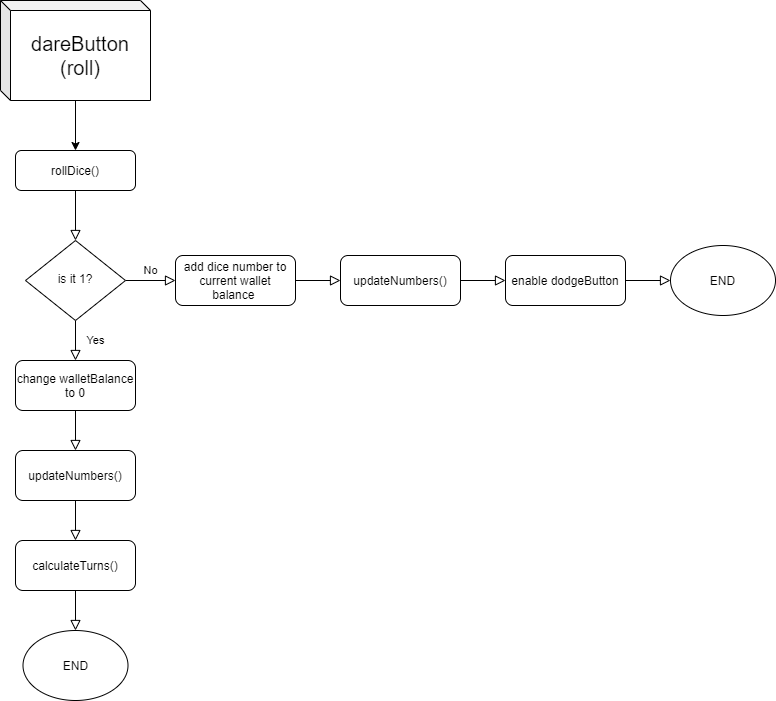 dareButton
(roll)
rollDice()
is it 1?
No
add dice number to
current wallet
balance
updateNumbers()
enable dodgeButton
END
Yes
change walletBalance
to 0
updateNumbers()
calculateTurns()
END